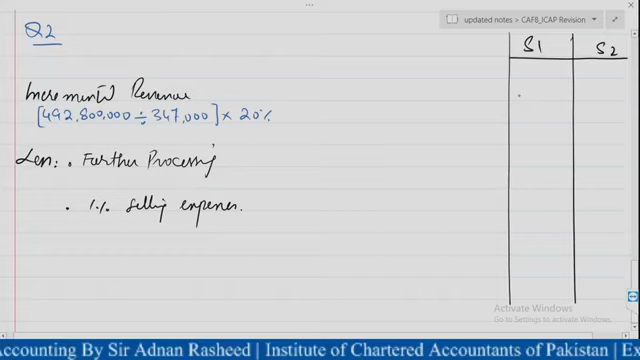 updated notes > CAF8_ICAP Revision
Q2
S1 S2
Incremental Revenue
[492,800,000 ÷ 347,000] × 20%
Less: • Further Processing
• 1% selling expenses.
Activate Windows
Go to Settings to activate Windows.
Accounting By Sir Adnan Rasheed | Institute of Chartered Accountants of Pakistan | Ex